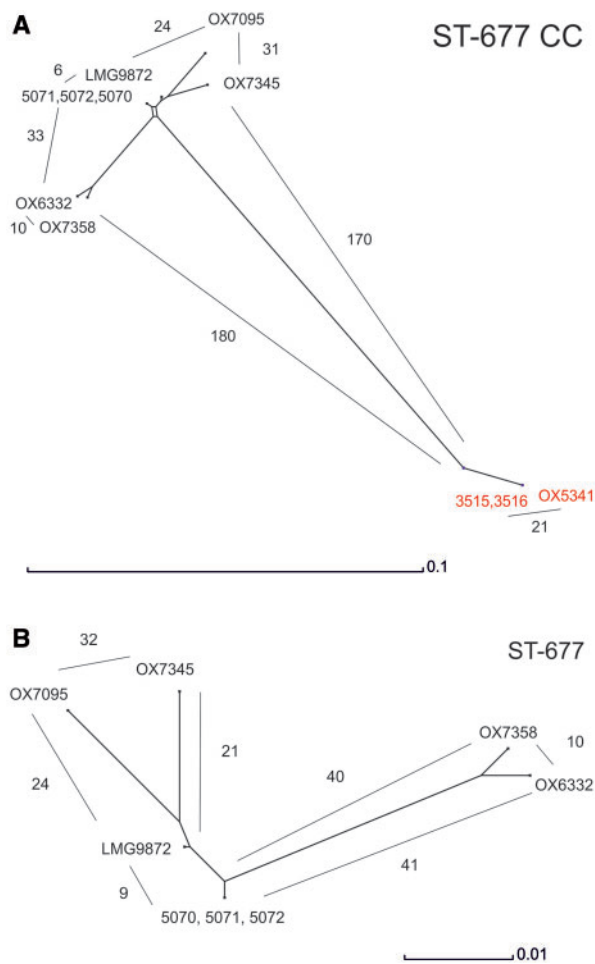 A
ST-677 CC
OX7095
24
31
6
LMG9872
OX7345
5071,5072,5070
33
OX6332
10
OX7358
170
180
3515,3516
OX5341
21
0.1
B
ST-677
32
OX7345
OX7095
OX7358
10
21
40
OX6332
24
LMG9872
41
9
5070, 5071, 5072
0.01